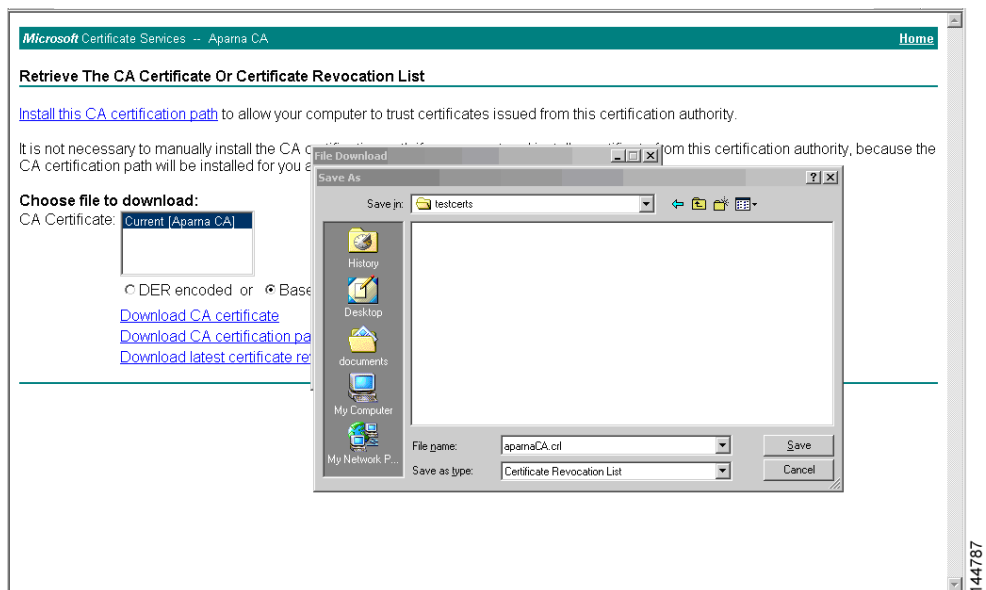 Microsoft Certificate Services -- Aparna CA
Home
Retrieve The CA Certificate Or Certificate Revocation List
Install this CA certification path to allow your computer to trust certificates issued from this certification authority.
It is not necessary to manually install the CA from this certification authority, because the
CA certification path will be installed for you
Choose file to download:
CA Certificate:
Current [Aparna CA]
DER encoded or Base
Download CA certificate
Download CA certification pa
Download latest certificate re
File Download
Save As
Save in:
testcerts
History
Desktop
documents
My Computer
My Network P...
File name:
aparnaCA.crl
Save
Save as type:
Certificate Revocation List
Cancel
144787